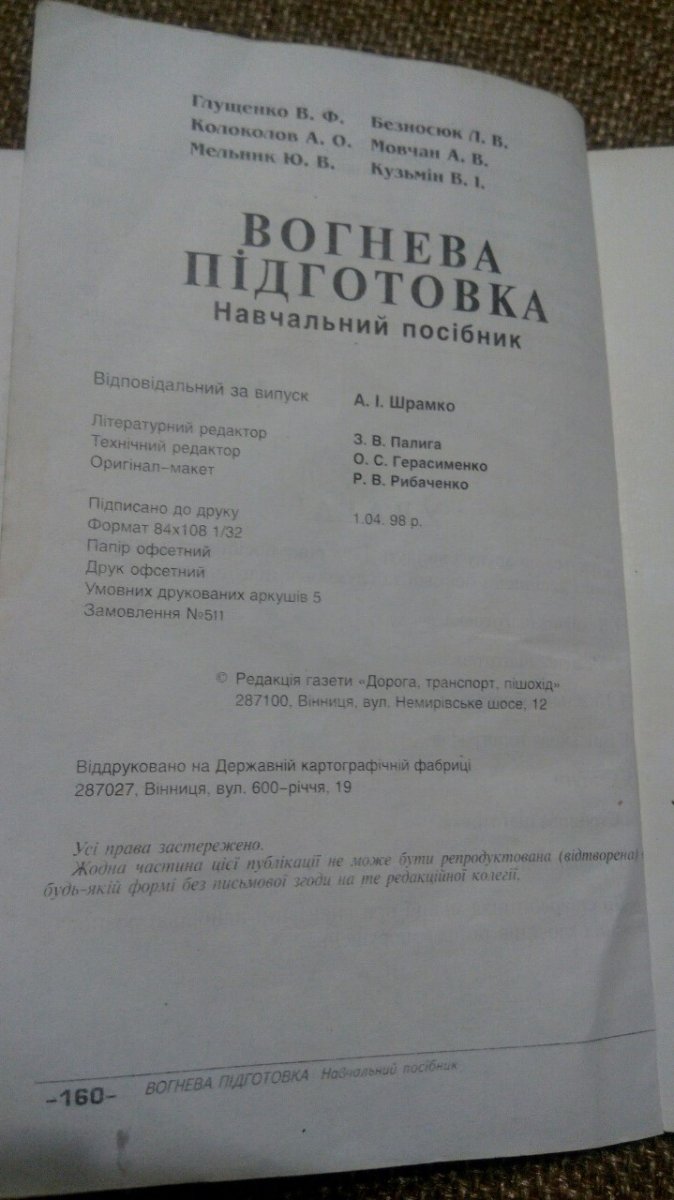 Глущенко В. Ф. Безносюк Л. В.
Колоколов А. О. Мовчан А. В.
Мельник Ю. В. Кузьмін В. І.
ВОГНЕВА
ПІДГОТОВКА
Навчальний посібник
Відповідальний за випуск А. І. Шрамко
Літературний редактор З. В. Палига
Технічний редактор О. С. Герасименко
Оригінал-макет Р. В. Рибаченко
Підписано до друку 1.04. 98 р.
Формат 84х108 1/32
Папір офсетний
Друк офсетний
Умовних друкованих аркушів 5
Замовлення №511
© Редакція газети «Дорога, транспорт, пішохід»
287100, Вінниця, вул. Немирівське шосе, 12
Віддруковано на Державній картографічній фабриці
287027, Вінниця, вул. 600-річчя, 19
Усі права застережено.
Жодна частина цієї публікації не може бути репродуктована (відтворена)
будь-якій формі без письмової згоди на те редакційної колегії.
-160- ВОГНЕВА ПІДГОТОВКА Навчальний посібник